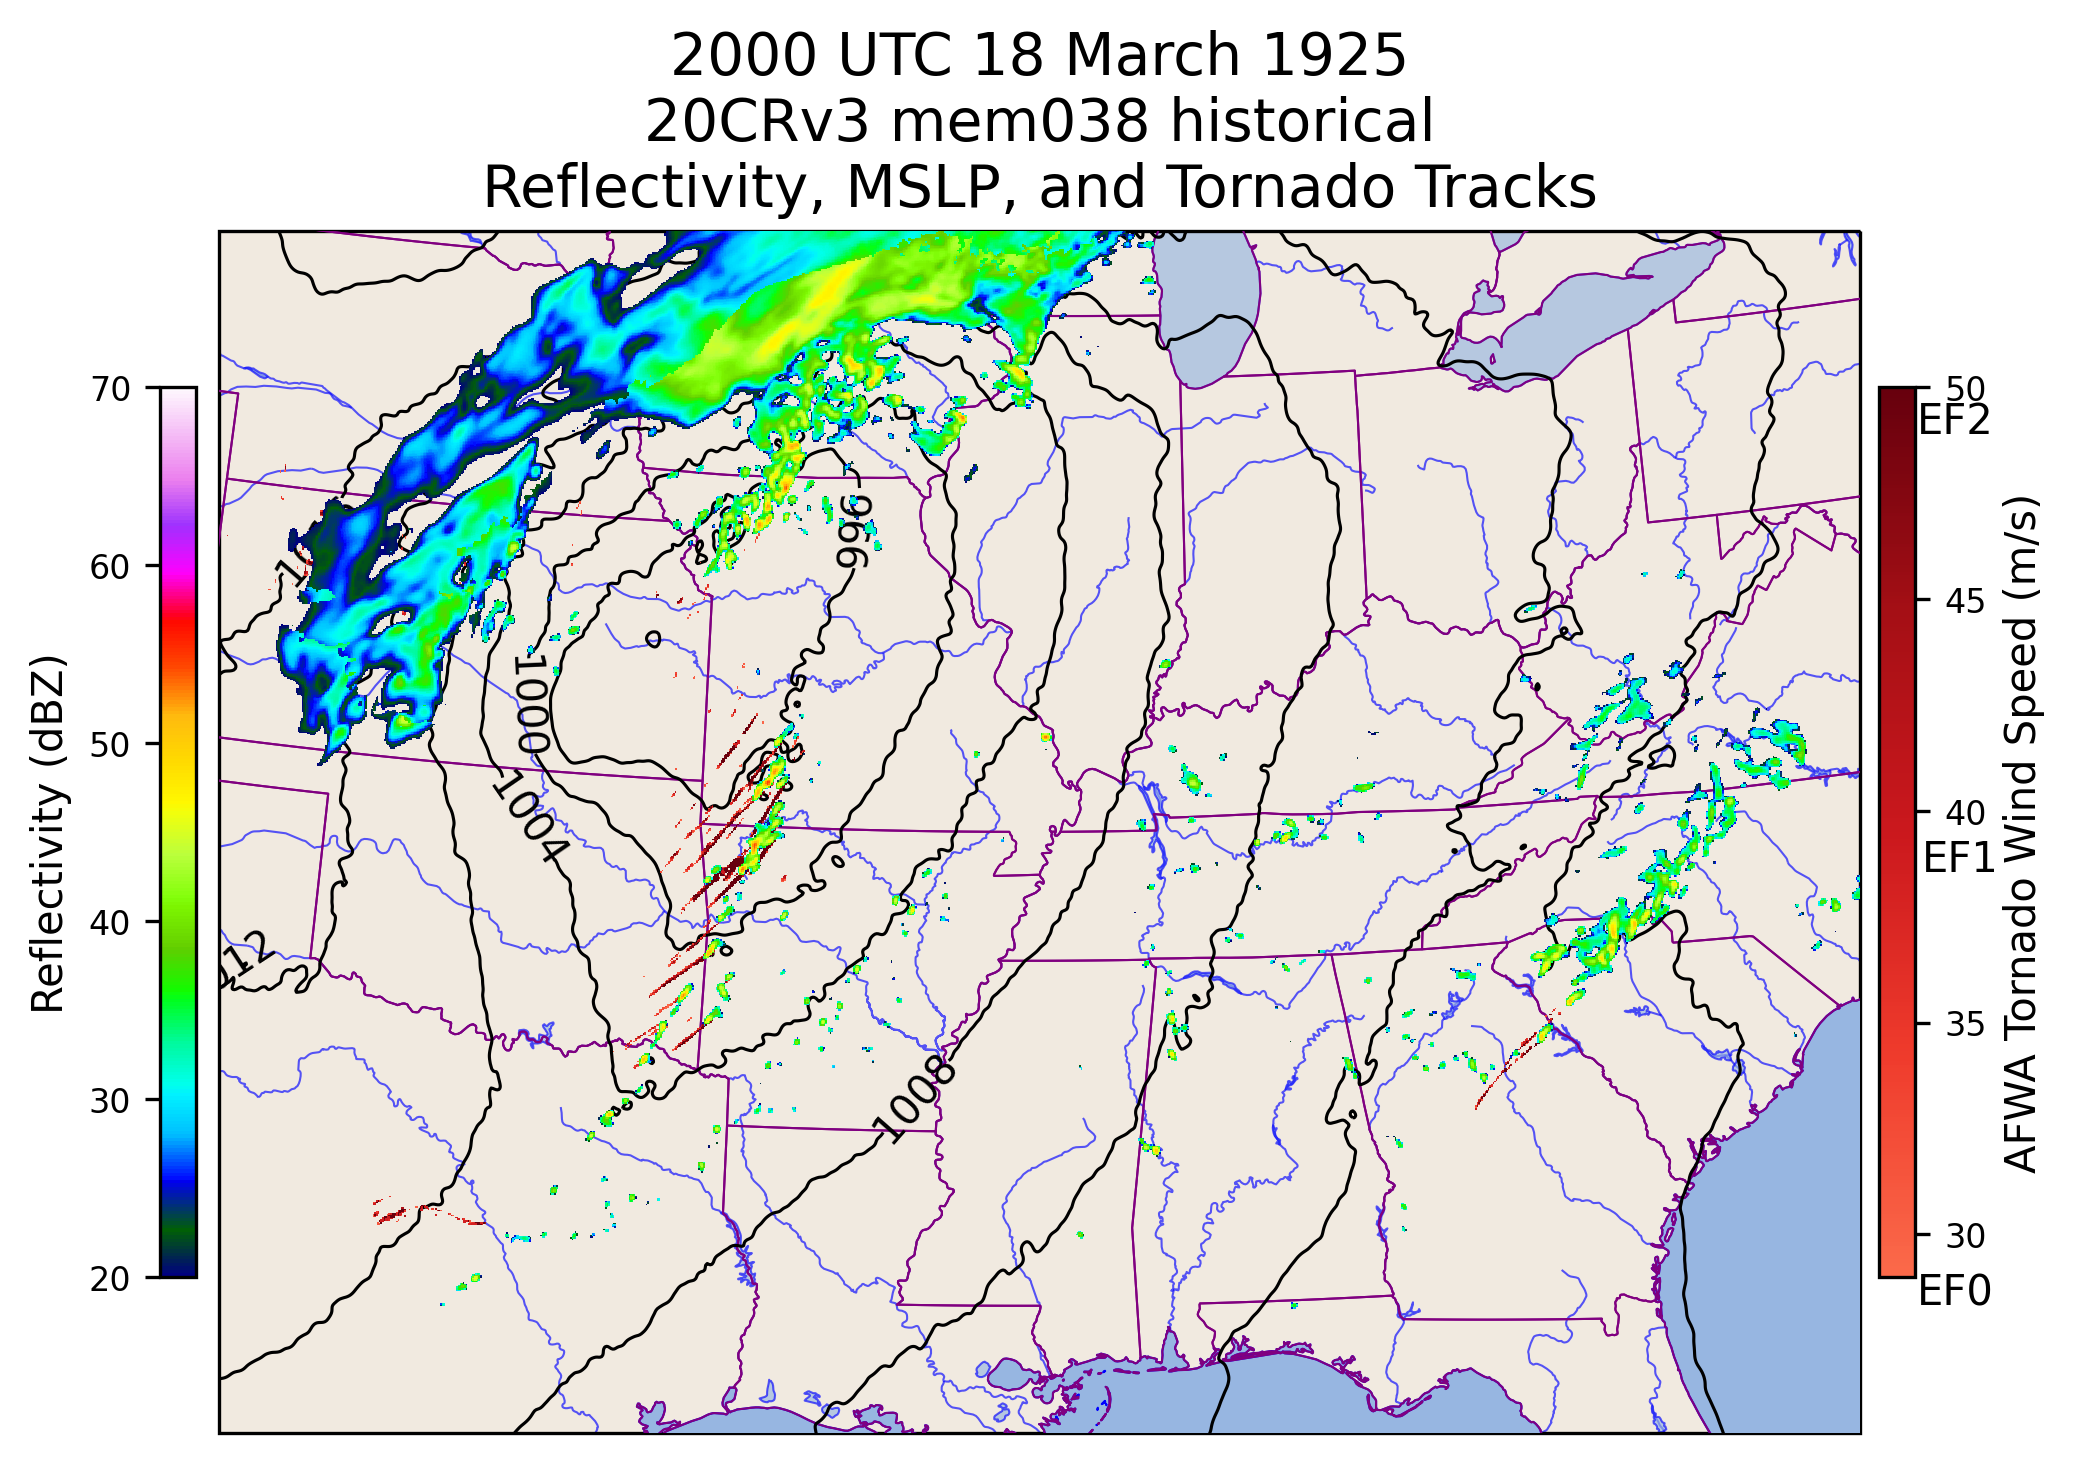 2000 UTC 18 March 1925
20CRv3 mem038 historical
Reflectivity, MSLP, and Tornado Tracks
70
60
50
40
30
20
Reflectivity (dBZ)
996
1000
1004
1008
50
EF2
45
40
EF1
35
30
EF0
AFWA Tornado Wind Speed (m/s)